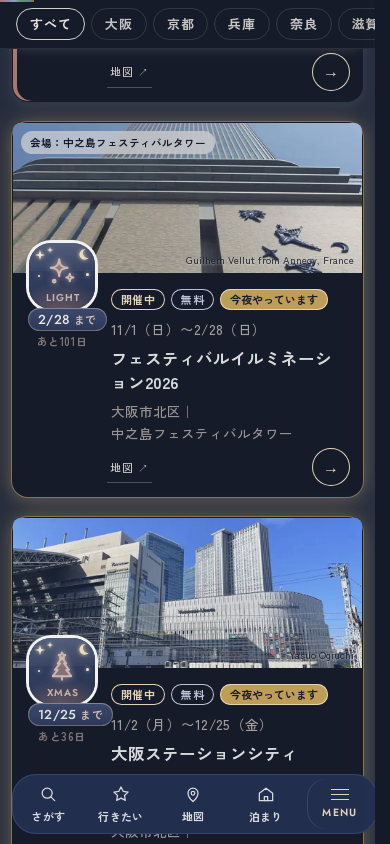 すべて
大阪
京都
兵庫
奈良
滋賀
地図 ↗
→
会場：中之島フェスティバルタワー
Guilhem Vellut from Annecy, France
LIGHT
2/28 まで
あと101日
開催中
無料
今夜やっています
11/1（日）〜2/28（日）
フェスティバルイルミネーシ
ョン2026
大阪市北区｜
中之島フェスティバルタワー
地図 ↗
→
Yasuo Oguchi
XMAS
12/25 まで
あと36日
開催中
無料
今夜やっています
11/2（月）〜12/25（金）
大阪ステーションシティ
大阪市北区｜
さがす
行きたい
地図
泊まり
MENU